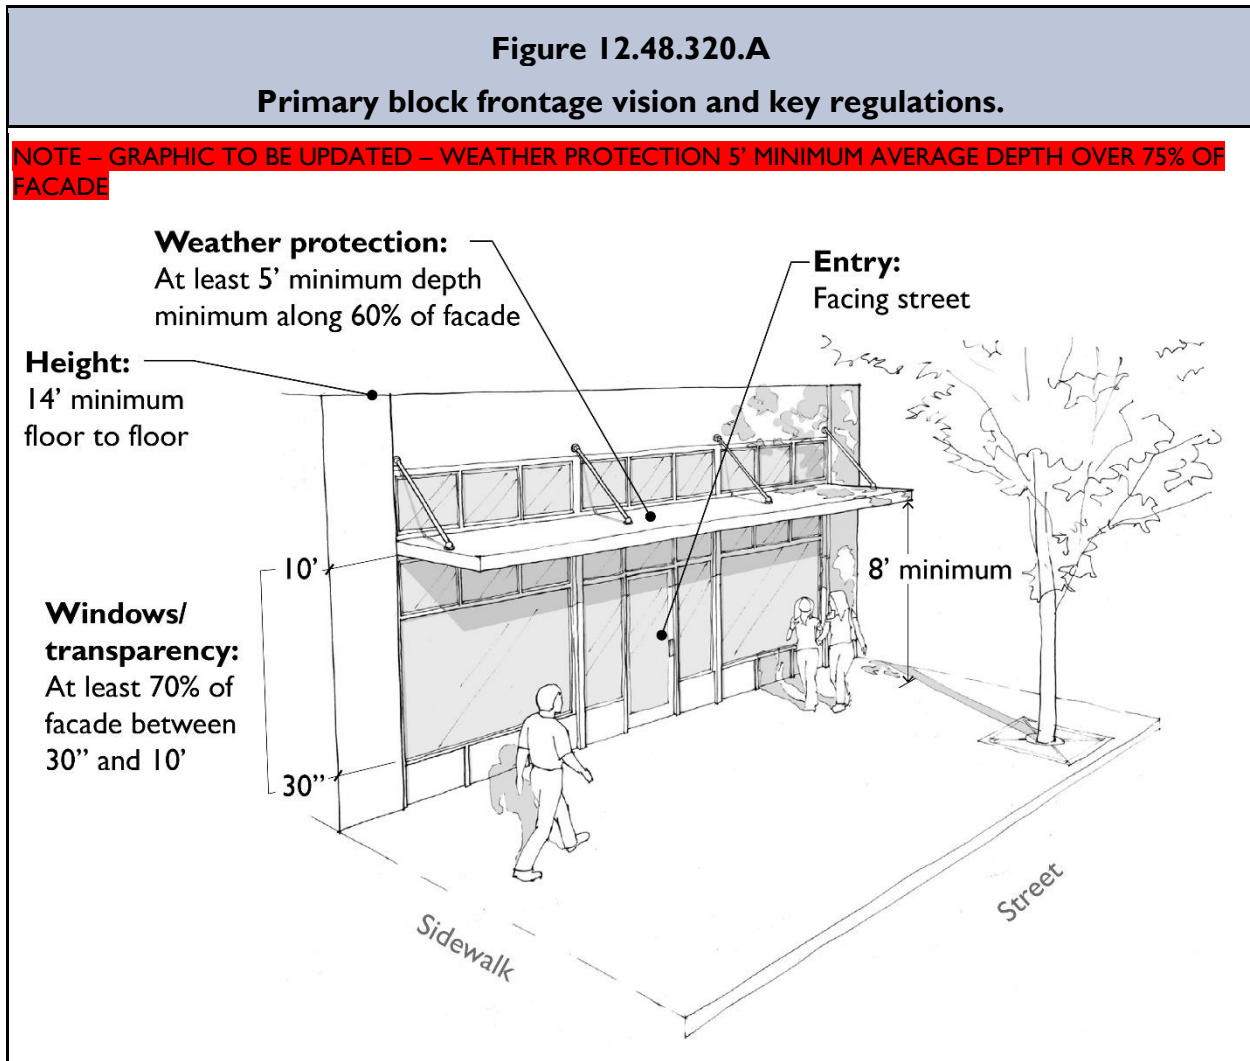 Figure 12.48.320.A
Primary block frontage vision and key regulations.
NOTE – GRAPHIC TO BE UPDATED – WEATHER PROTECTION 5’ MINIMUM AVERAGE DEPTH OVER 75% OF
FACADE
Weather protection:
At least 5’ minimum depth
minimum along 60% of facade
Entry:
Facing street
Height:
14’ minimum
floor to floor
10’
8’ minimum
Windows/
transparency:
At least 70% of
facade between
30” and 10’
30”
Sidewalk
Street